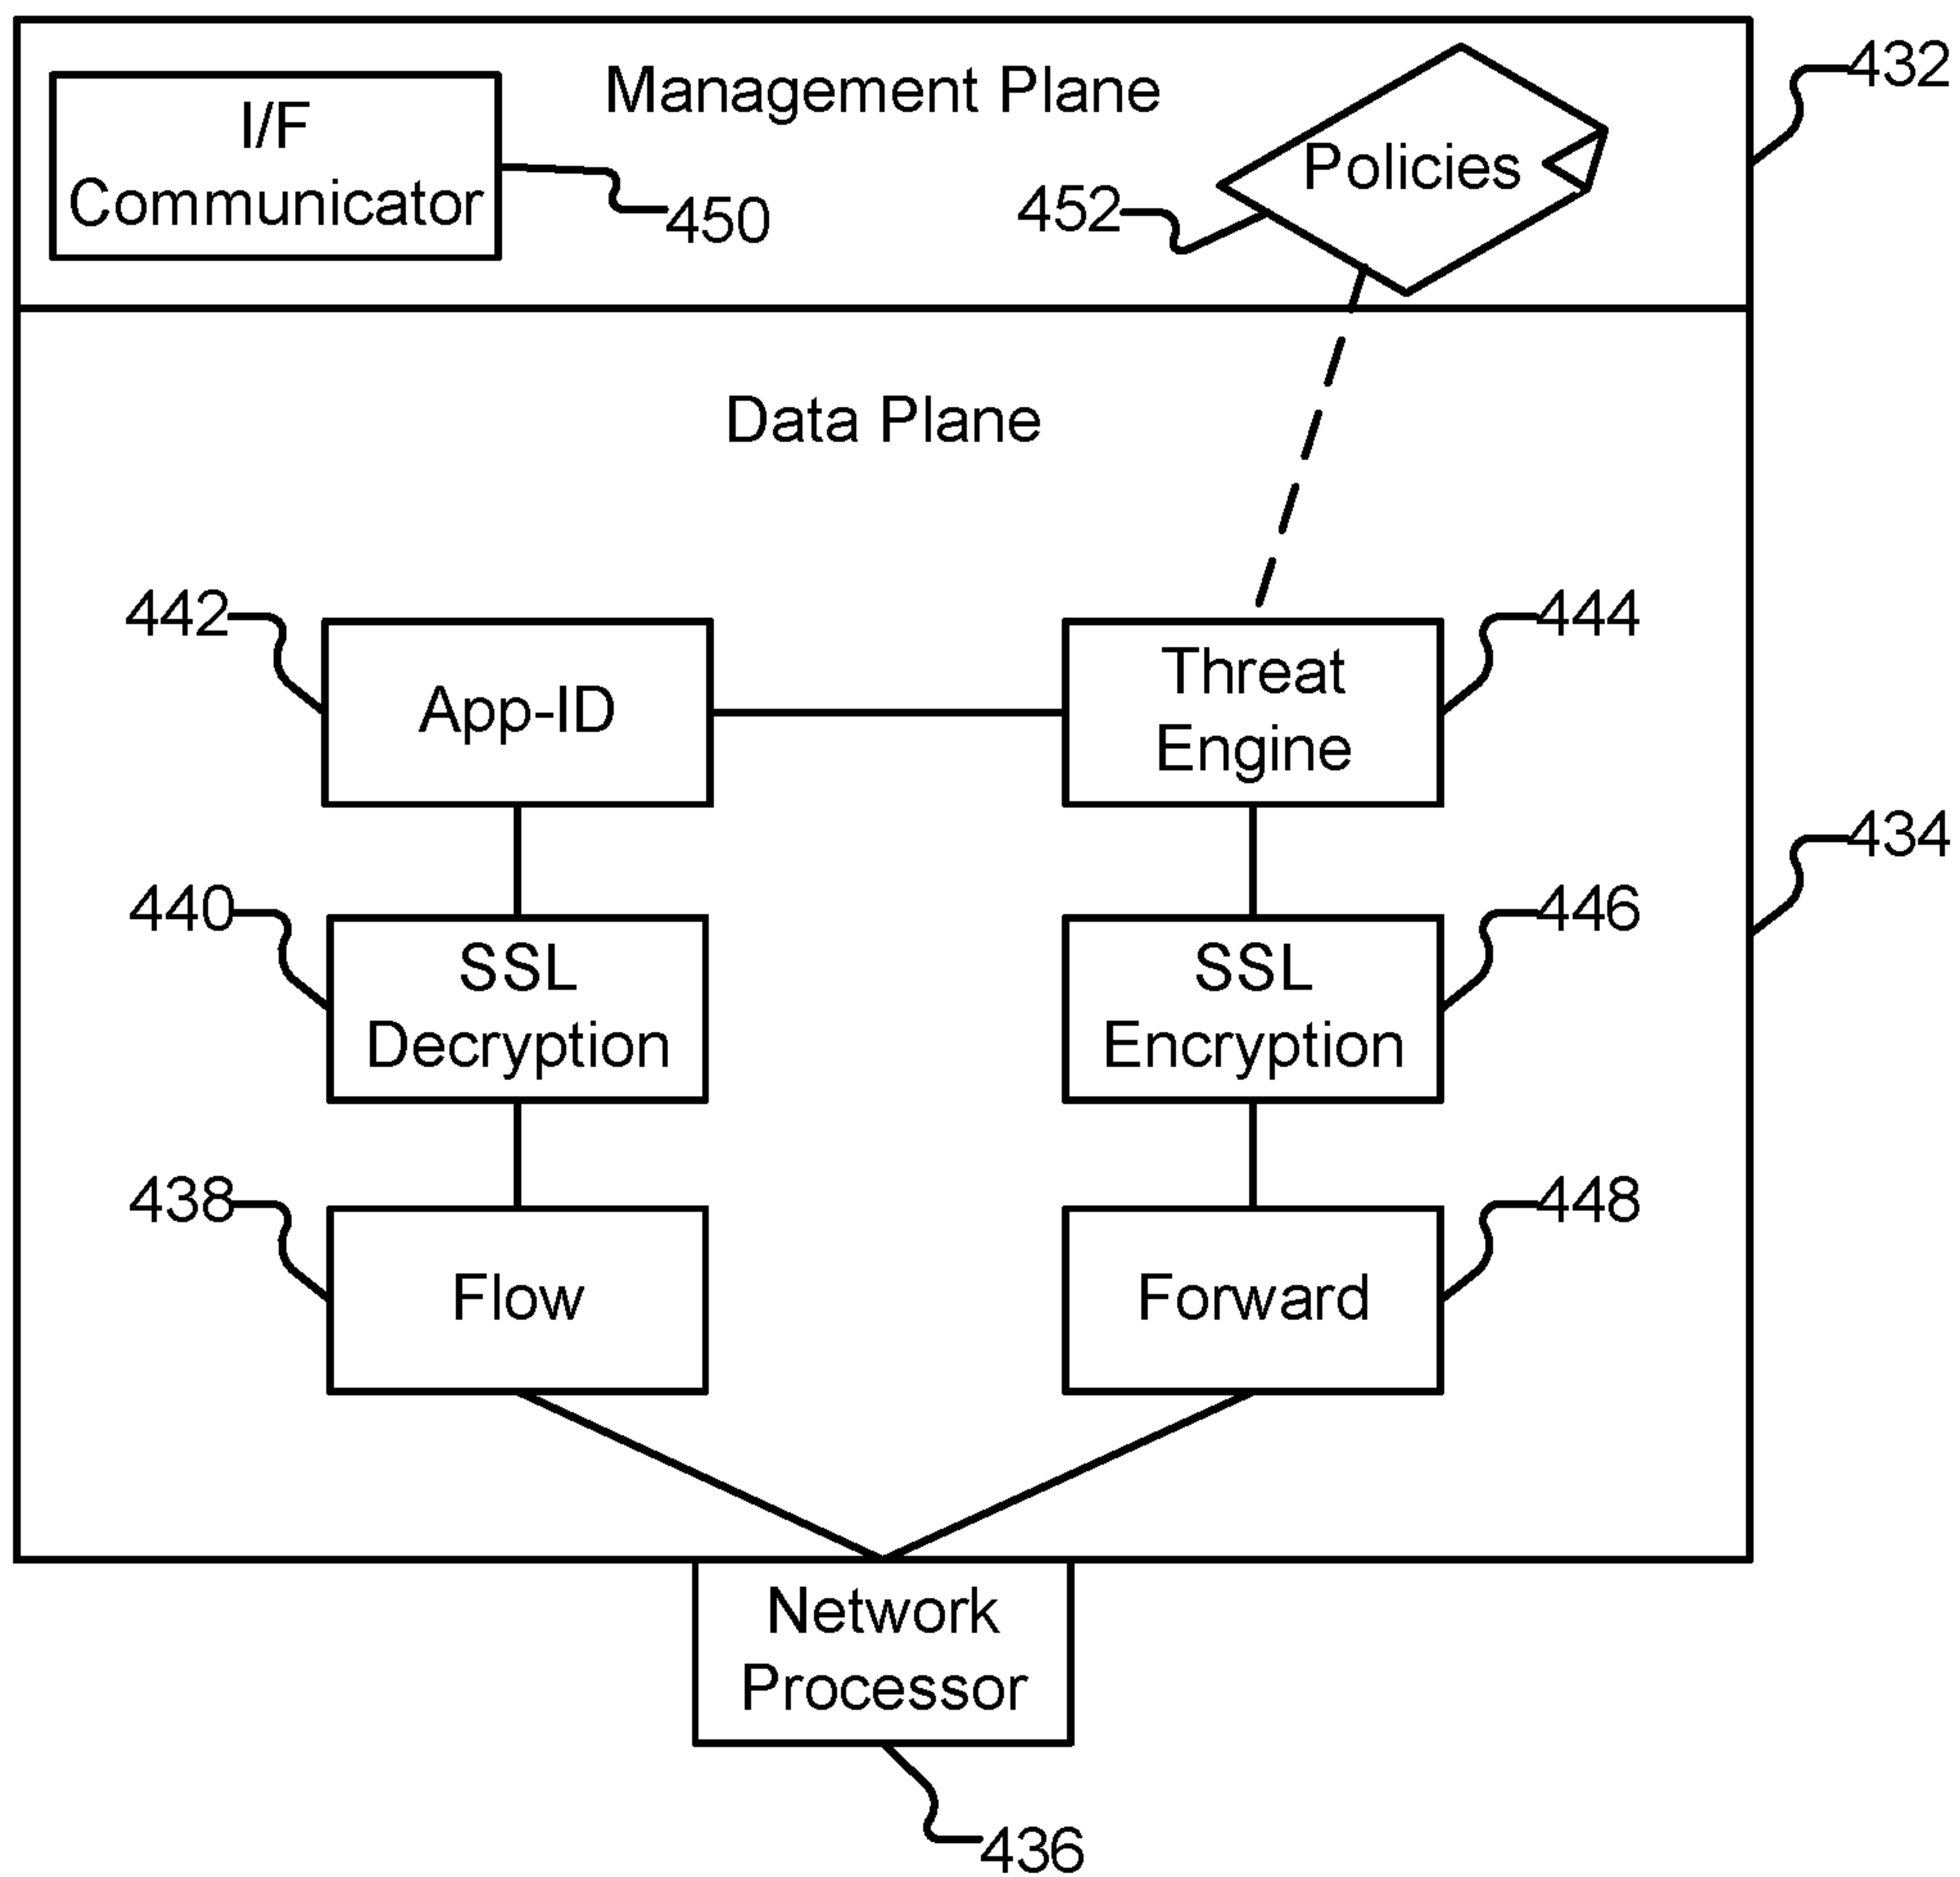 Management Plane
432
I/F
Communicator
450
452
Policies
Data Plane
442
App-ID
Threat
Engine
444
434
440
SSL
Decryption
SSL
Encryption
446
438
Flow
Forward
448
Network
Processor
436